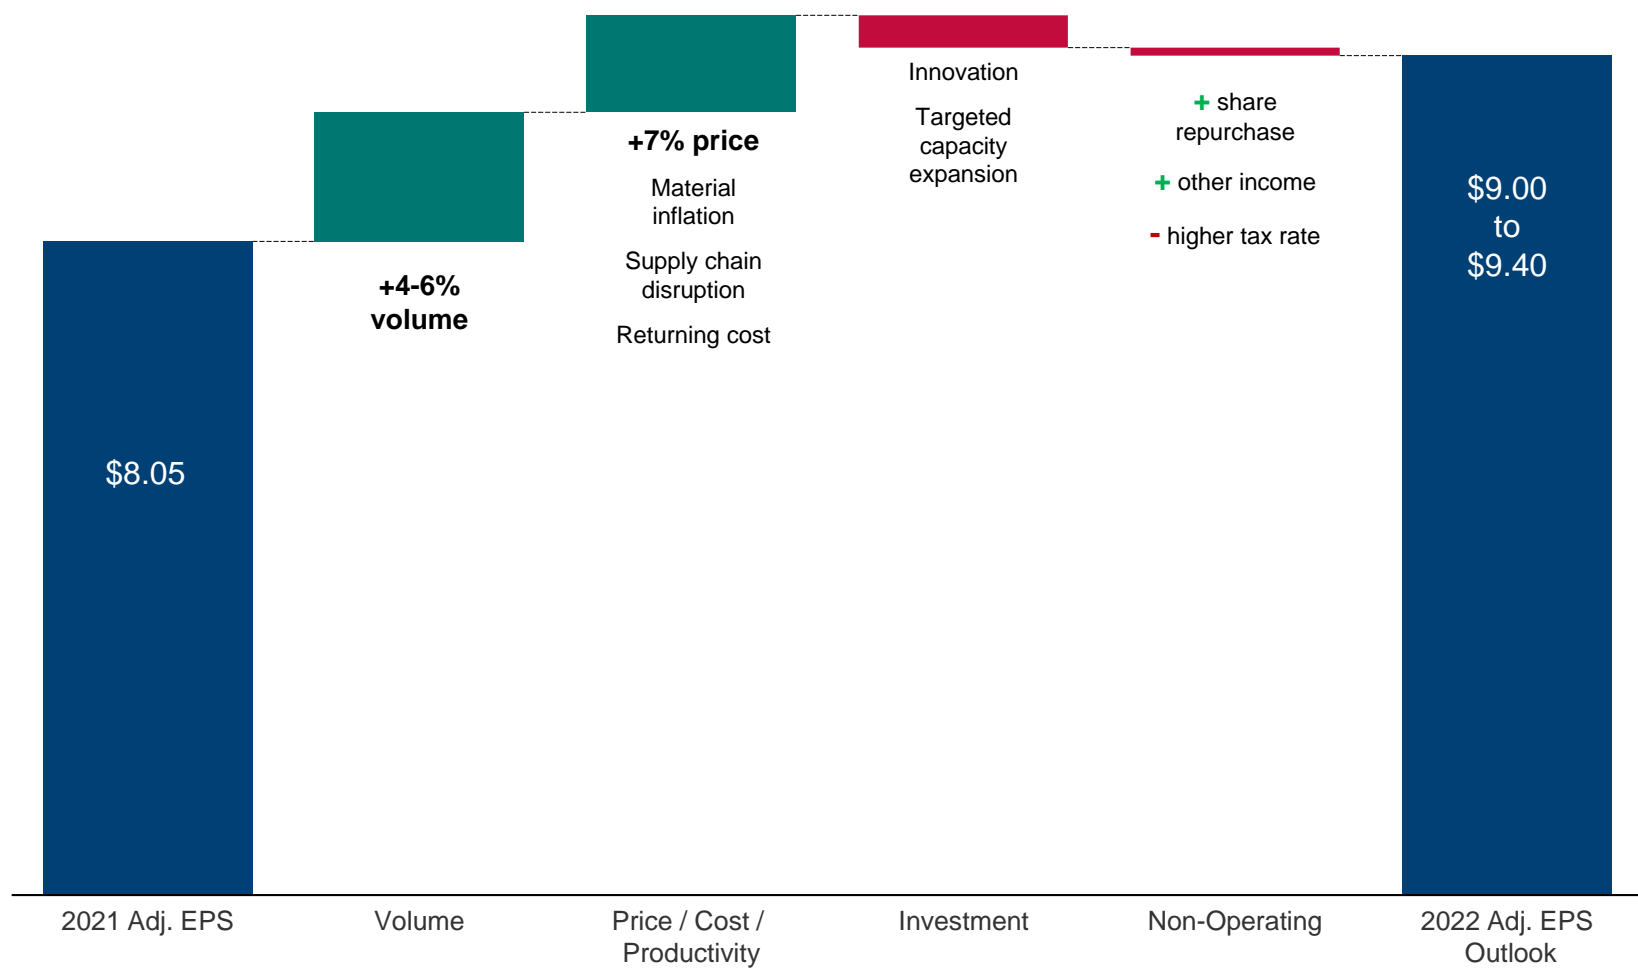 $8.05
+4-6%
volume
+7% price
Material
inflation
Supply chain
disruption
Returning cost
Innovation
Targeted
capacity
expansion
+ share
repurchase
+ other income
- higher tax rate
$9.00
to
$9.40
2021 Adj. EPS
Volume
Price / Cost /
Productivity
Investment
Non-Operating
2022 Adj. EPS
Outlook